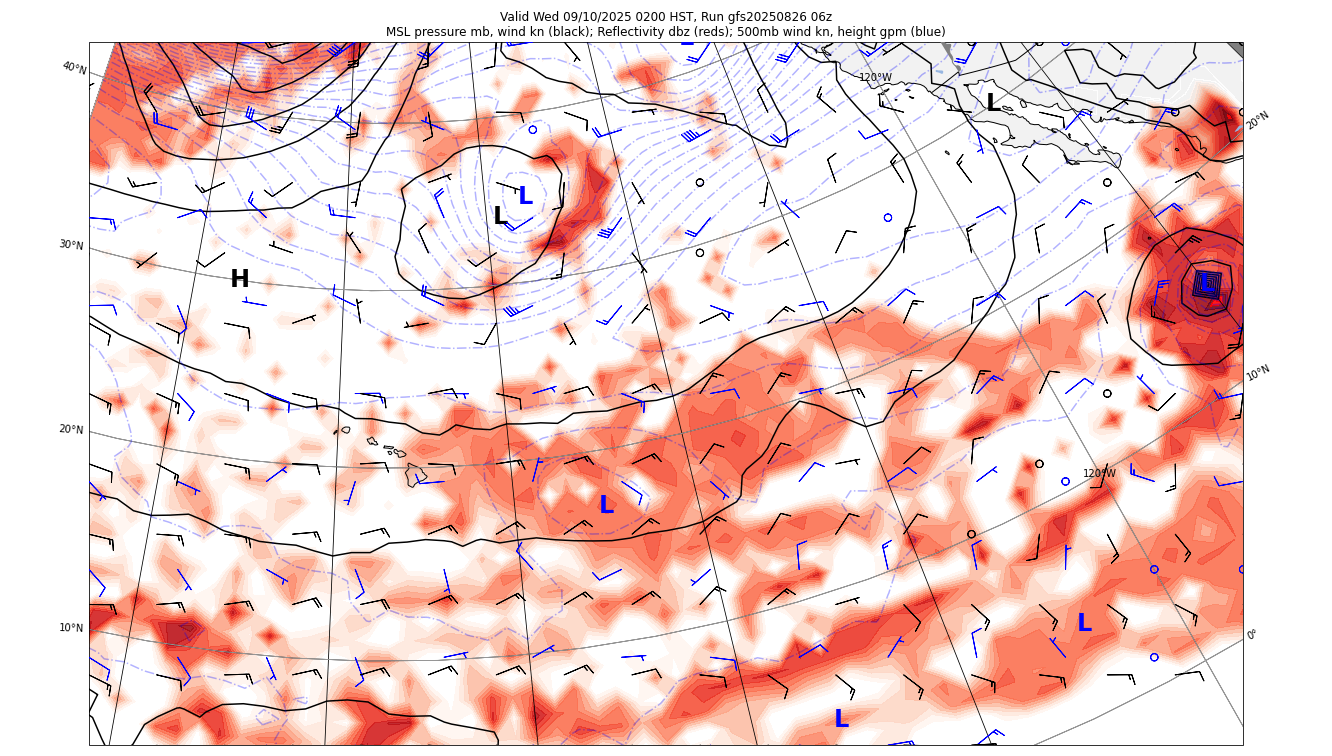 Valid Wed 09/10/2025 0200 HST, Run gfs20250826 06z
MSL pressure mb, wind kn (black); Reflectivity dbz (reds); 500mb wind kn, height gpm (blue)
40°N
120°W
L
20°N
L
L
30°N
H
L
10°N
20°N
120°W
L
10°N
L
0°
L